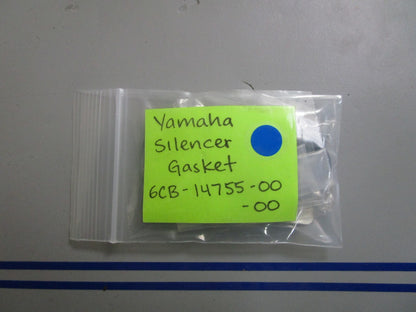 Yamaha
Silencer
Gasket
6CB-14755-00
-00